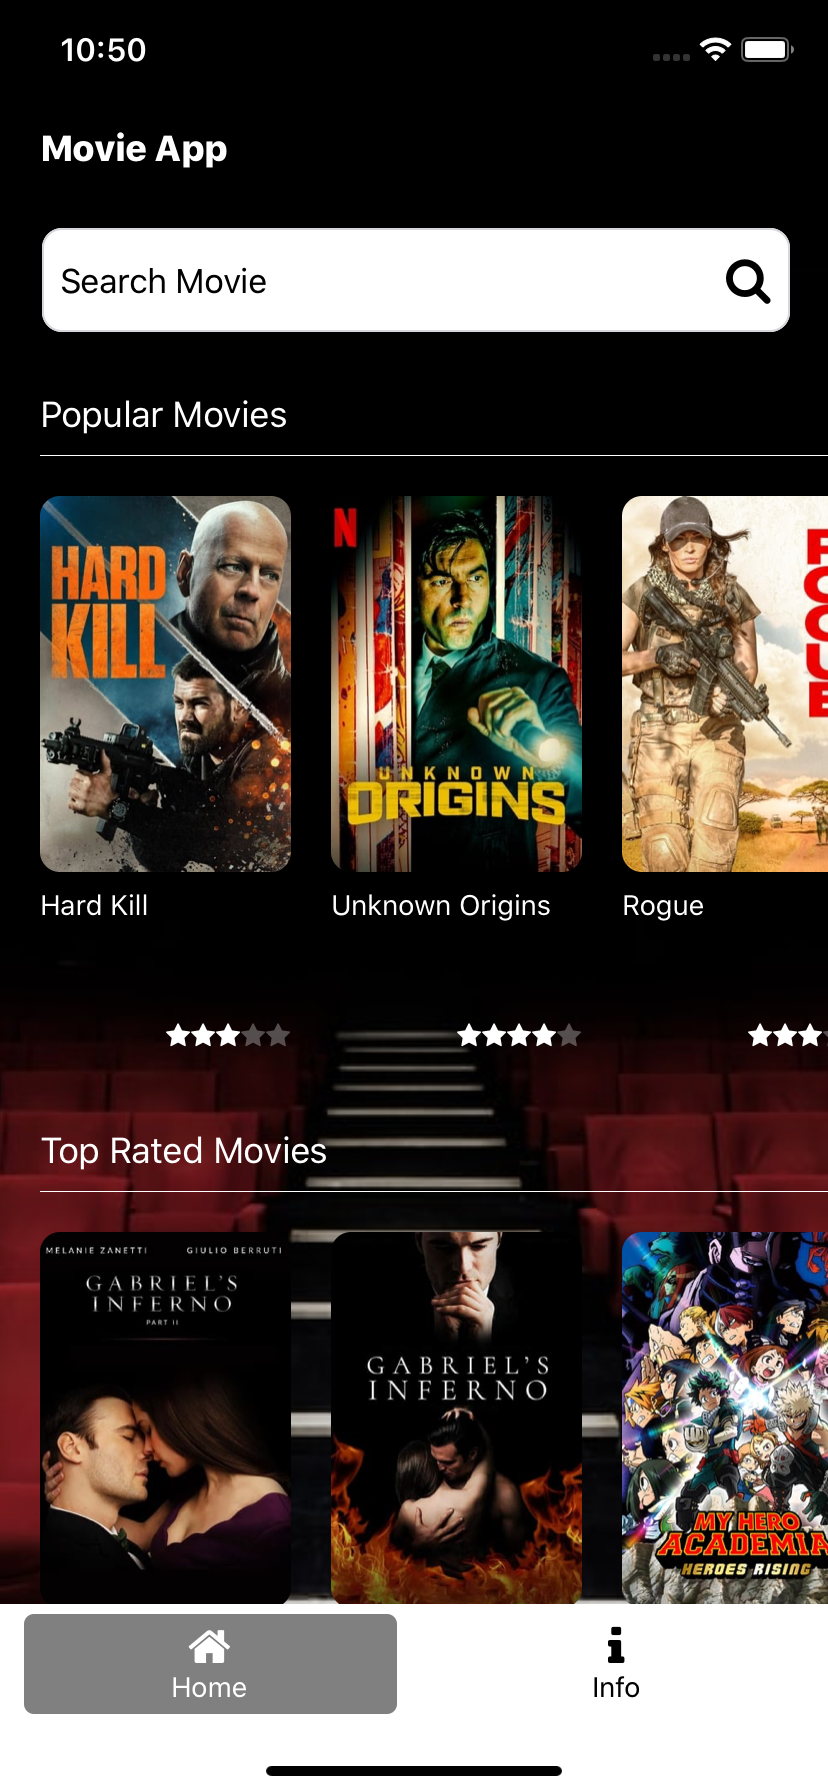 10:50
Movie App
Search Movie
Popular Movies
HARD
KILL
N
UNKNOWN
ORIGINS
Hard Kill
Unknown Origins
Rogue
Top Rated Movies
MELANIE ZANETTI GIULIO BERRUTI
GABRIEL'S
INFERNO
PART II
GABRIEL'S
INFERNO
MY HERO
ACADEMIA
HEROES RISING
Home
Info